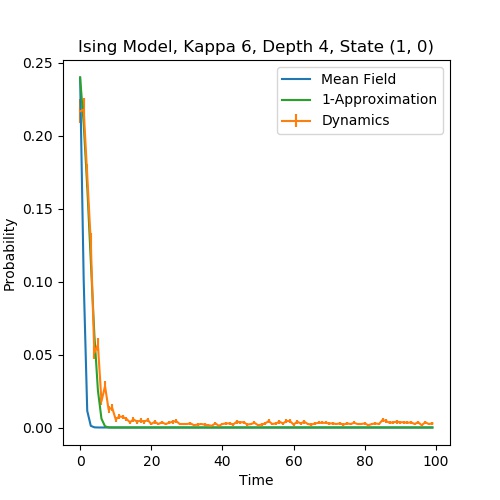 Ising Model, Kappa 6, Depth 4, State (1, 0)
Mean Field
1-Approximation
Dynamics
Probability
0.25
0.20
0.15
0.10
0.05
0.00
0 20 40 60 80 100
Time